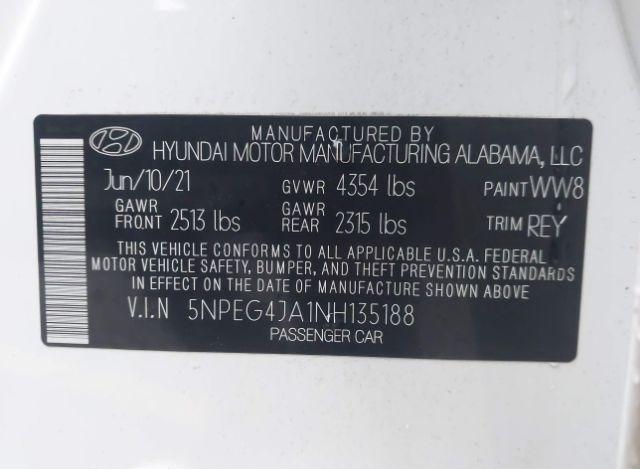 MANUFACTURED BY
HYUNDAI MOTOR MANUFACTURING ALABAMA, LLC
Jun/10/21 GVWR 4354 lbs PAINT WW8
GAWR FRONT 2513 lbs GAWR REAR 2315 lbs TRIM REY
THIS VEHICLE CONFORMS TO ALL APPLICABLE U.S.A. FEDERAL
MOTOR VEHICLE SAFETY, BUMPER, AND THEFT PREVENTION STANDARDS
IN EFFECT ON THE DATE OF MANUFACTURE SHOWN ABOVE.
V.I.N 5NPEG4JA1NH135188
PASSENGER CAR